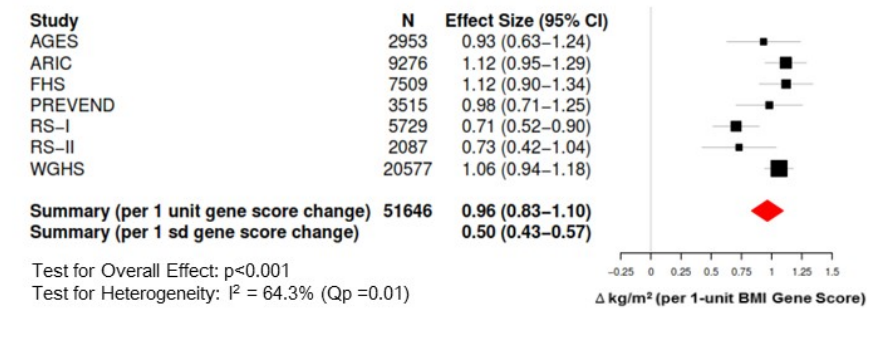 Study N Effect Size (95% CI)
AGES 2953 0.93 (0.63–1.24)
ARIC 9276 1.12 (0.95–1.29)
FHS 7509 1.12 (0.90–1.34)
PREVEND 3515 0.98 (0.71–1.25)
RS–I 5729 0.71 (0.52–0.90)
RS–II 2087 0.73 (0.42–1.04)
WGHS 20577 1.06 (0.94–1.18)
Summary (per 1 unit gene score change) 51646 0.96 (0.83–1.10)
Summary (per 1 sd gene score change) 0.50 (0.43–0.57)
Test for Overall Effect: p<0.001
Test for Heterogeneity: I² = 64.3% (Qp =0.01)
−0.25 0 0.25 0.5 0.75 1 1.25 1.5
Δ kg/m² (per 1-unit BMI Gene Score)